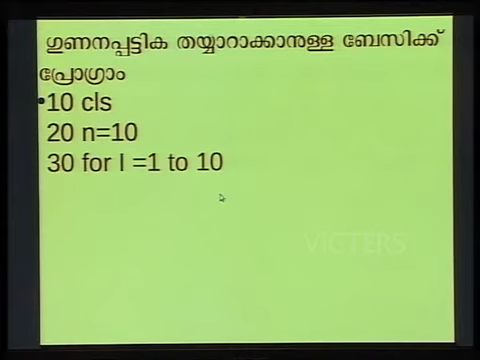 ഗുണനപ്പട്ടിക തയ്യാറാക്കാനുള്ള ബേസിക്ക്
പ്രോഗ്രാം
•10 cls
20 n=10
30 for I =1 to 10
VICTERS